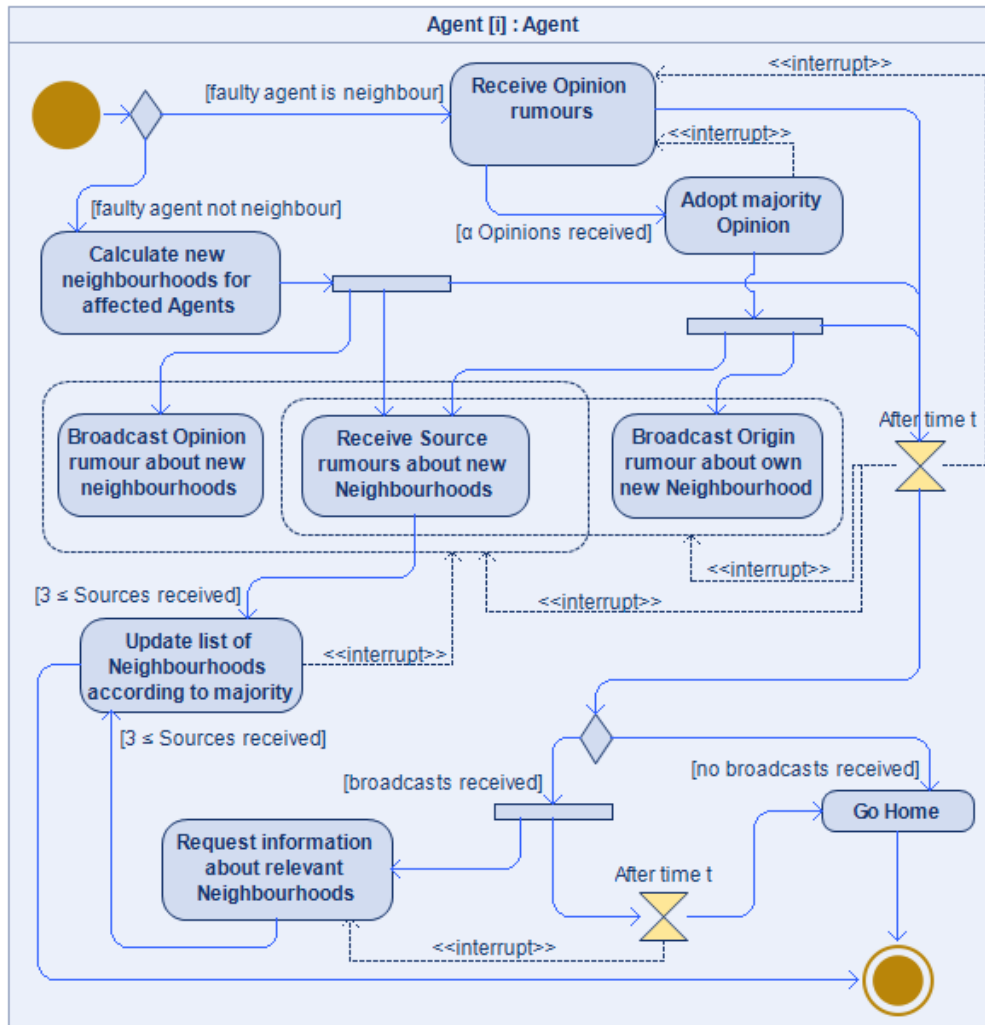 Agent [i] : Agent
<<interrupt>>
[faulty agent is neighbour]
Receive Opinion
rumours
<<interrupt>>
[faulty agent not neighbour]
Adopt majority
Opinion
[α Opinions received]
Calculate new
neighbourhoods for
affected Agents
After time t
Broadcast Opinion
rumour about new
neighbourhoods
Receive Source
rumours about new
Neighbourhoods
Broadcast Origin
rumour about own
new Neighbourhood
<<interrupt>>
<<interrupt>>
[3 ≤ Sources received]
Update list of
Neighbourhoods
according to majority
<<interrupt>>
[3 ≤ Sources received]
[broadcasts received]
[no broadcasts received]
Go Home
Request information
about relevant
Neighbourhoods
After time t
<<interrupt>>